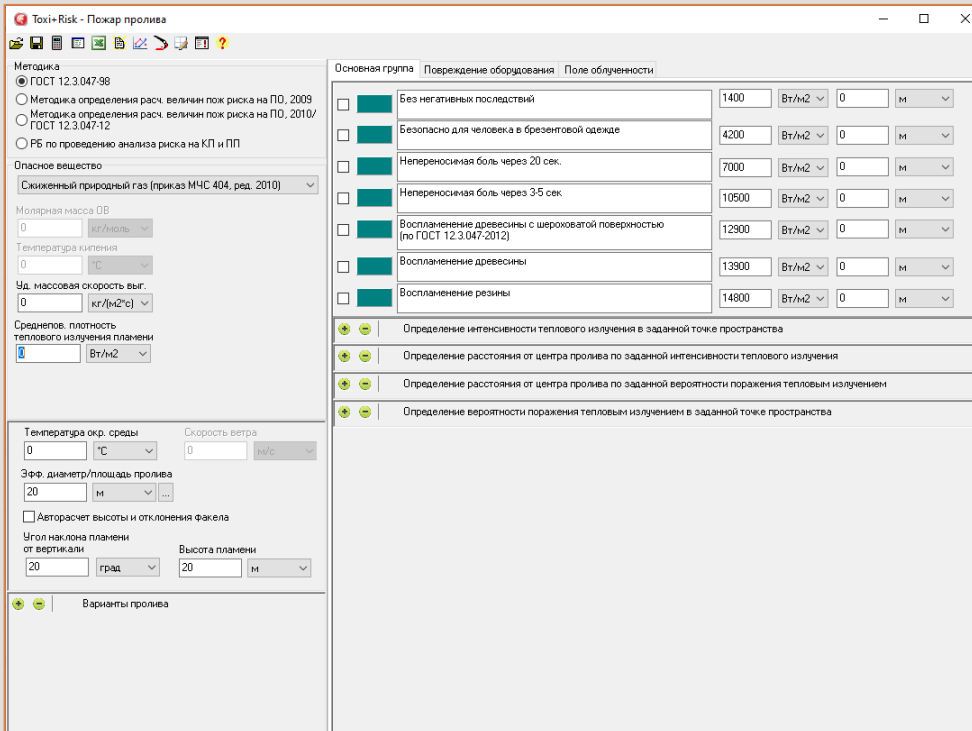 Toxi+Risk - Пожар пролива
Методика
ГОСТ 12.3.047-98
Методика определения расч. величин пож риска на ПО, 2009
Методика определения расч. величин пож риска на ПО, 2010/
ГОСТ 12.3.047-12
РБ по проведению анализа риска на КП и ПП
Опасное вещество
Сжиженный природный газ (приказ МЧС 404, ред. 2010)
Молярная масса ОВ
0 кг/моль
Температура кипения
0 °C
Уд. массовая скорость выг.
0 кг/(м2*с)
Среднепов. плотность
теплового излучения пламени
0 Вт/м2
Температура окр. среды Скорость ветра
0 °C 0 м/с
Эфф. диаметр/площадь пролива
20 м ...
Авторасчет высоты и отклонения факела
Угол наклона пламени
от вертикали Высота пламени
20 град 20 м
Варианты пролива
Основная группа Повреждение оборудования Поле облученности
Без негативных последствий 1400 Вт/м2 0 м
Безопасно для человека в брезентовой одежде 4200 Вт/м2 0 м
Непереносимая боль через 20 сек. 7000 Вт/м2 0 м
Непереносимая боль через 3-5 сек 10500 Вт/м2 0 м
Воспламенение древесины с шероховатой поверхностью
(по ГОСТ 12.3.047-2012) 12900 Вт/м2 0 м
Воспламенение древесины 13900 Вт/м2 0 м
Воспламенение резины 14800 Вт/м2 0 м
Определение интенсивности теплового излучения в заданной точке пространства
Определение расстояния от центра пролива по заданной интенсивности теплового излучения
Определение расстояния от центра пролива по заданной вероятности поражения тепловым излучением
Определение вероятности поражения тепловым излучением в заданной точке пространства